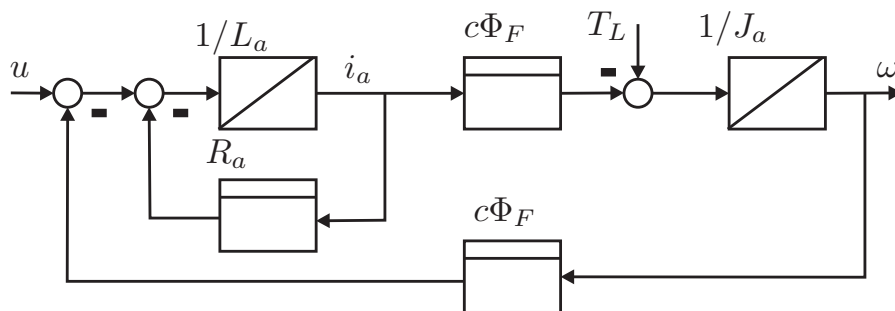 u
1/L_a
i_a
cΦ_F
T_L
1/J_a
ω
R_a
cΦ_F